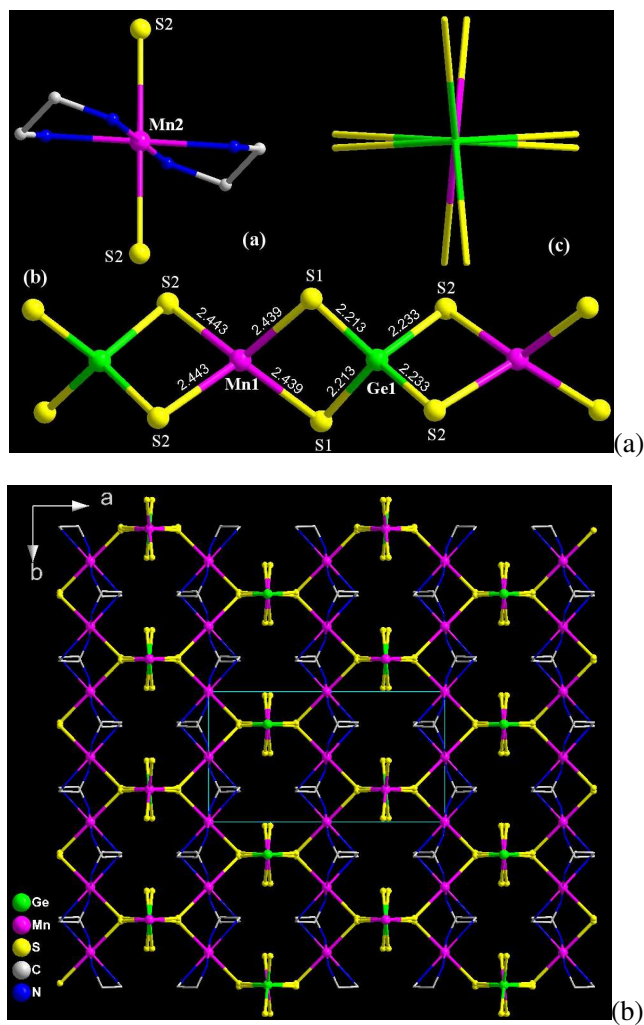 S2
Mn2
S2
(a)
(c)
(b)
S2
S1
S2
2.443
2.439
2.213
2.233
2.443
2.439
2.213
2.233
Mn1
Ge1
S2
S1
S2
(a)
a
b
Ge
Mn
S
C
N
(b)